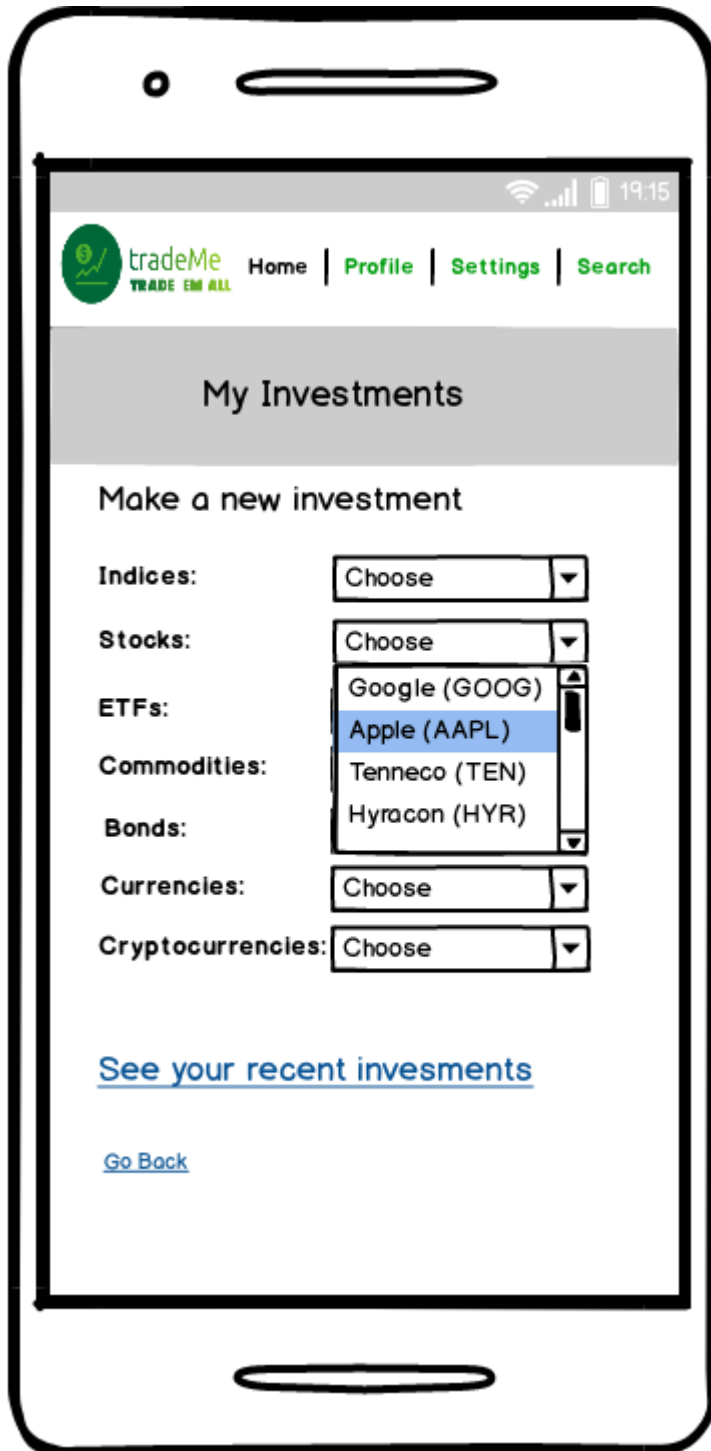 19:15
tradeMe
TRADE EM ALL
Home | Profile | Settings | Search
My Investments
Make a new investment
Indices: Choose
Stocks: Choose
Google (GOOG)
ETFs:
Apple (AAPL)
Commodities:
Tenneco (TEN)
Hyracon (HYR)
Bonds:
Currencies: Choose
Cryptocurrencies: Choose
See your recent invesments
Go Back